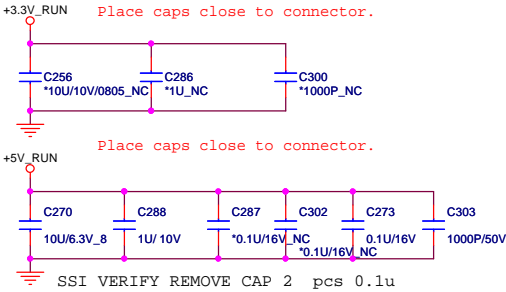 +3.3V_RUN
Place caps close to connector.
C256
*10U/10V/0805_NC
C286
*1U_NC
C300
*1000P_NC
Place caps close to connector.
+5V_RUN
C270
10U/6.3V_8
C288
1U/ 10V
C287
*0.1U/16V_NC
C302
*0.1U/16V_NC
C273
0.1U/16V
C303
1000P/50V
SSI VERIFY REMOVE CAP 2 pcs 0.1u